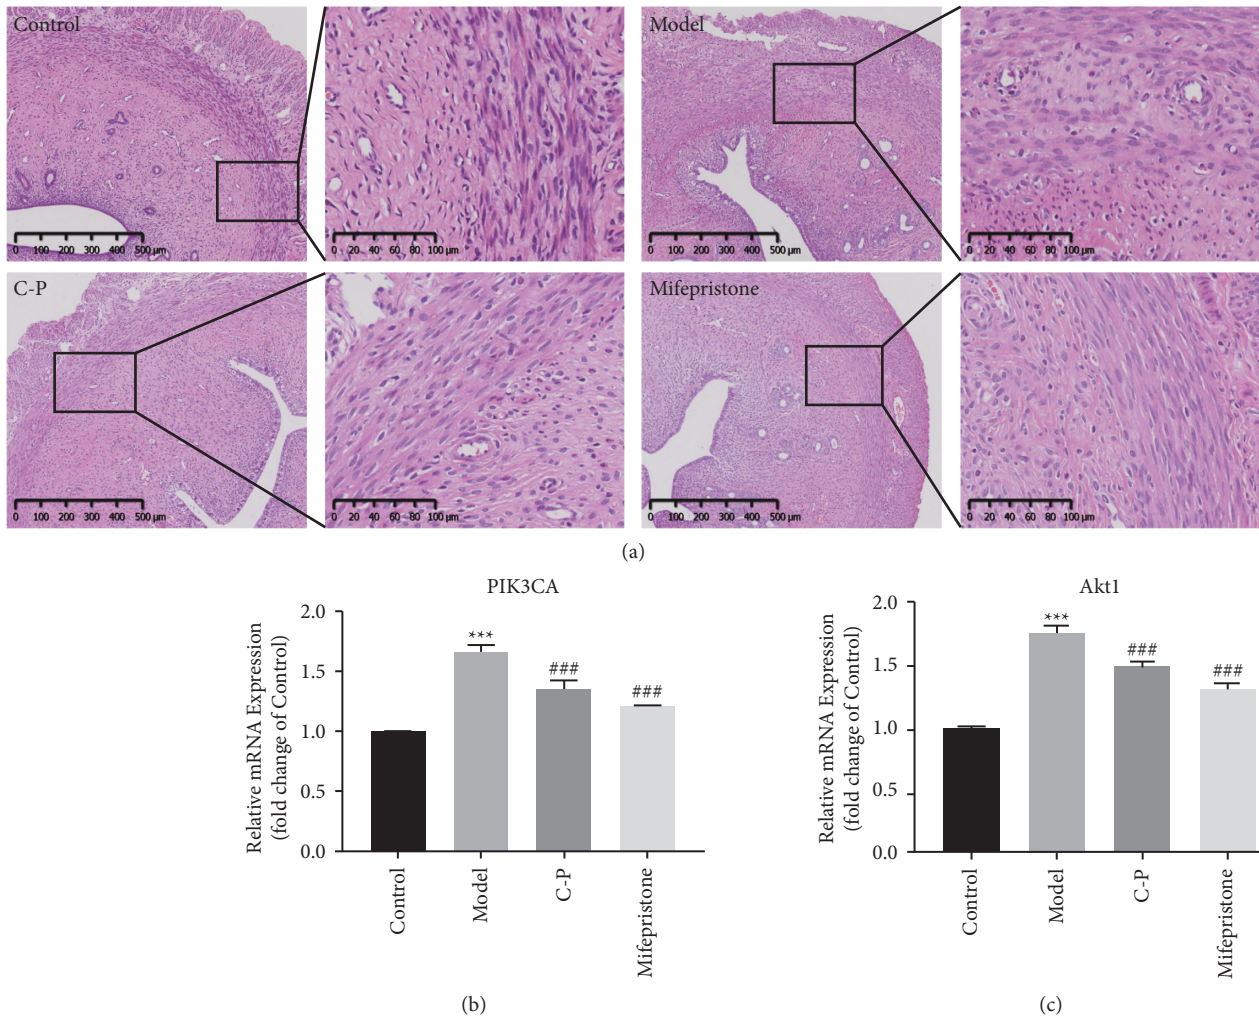 Control
0 100 200 300 400 500 µm
0 20 40 60 80 100 µm
Model
0 100 200 300 400 500 µm
0 20 40 60 80 100 µm
C-P
0 100 200 300 400 500 µm
0 20 40 60 80 100 µm
Mifepristone
0 100 200 300 400 500 µm
0 20 40 60 80 100 µm
(a)
PIK3CA
Relative mRNA Expression
(fold change of Control)
2.0
1.5
1.0
0.5
0.0
***
###
###
Control
Model
C-P
Mifepristone
(b)
Akt1
Relative mRNA Expression
(fold change of Control)
2.0
1.5
1.0
0.5
0.0
***
###
###
Control
Model
C-P
Mifepristone
(c)